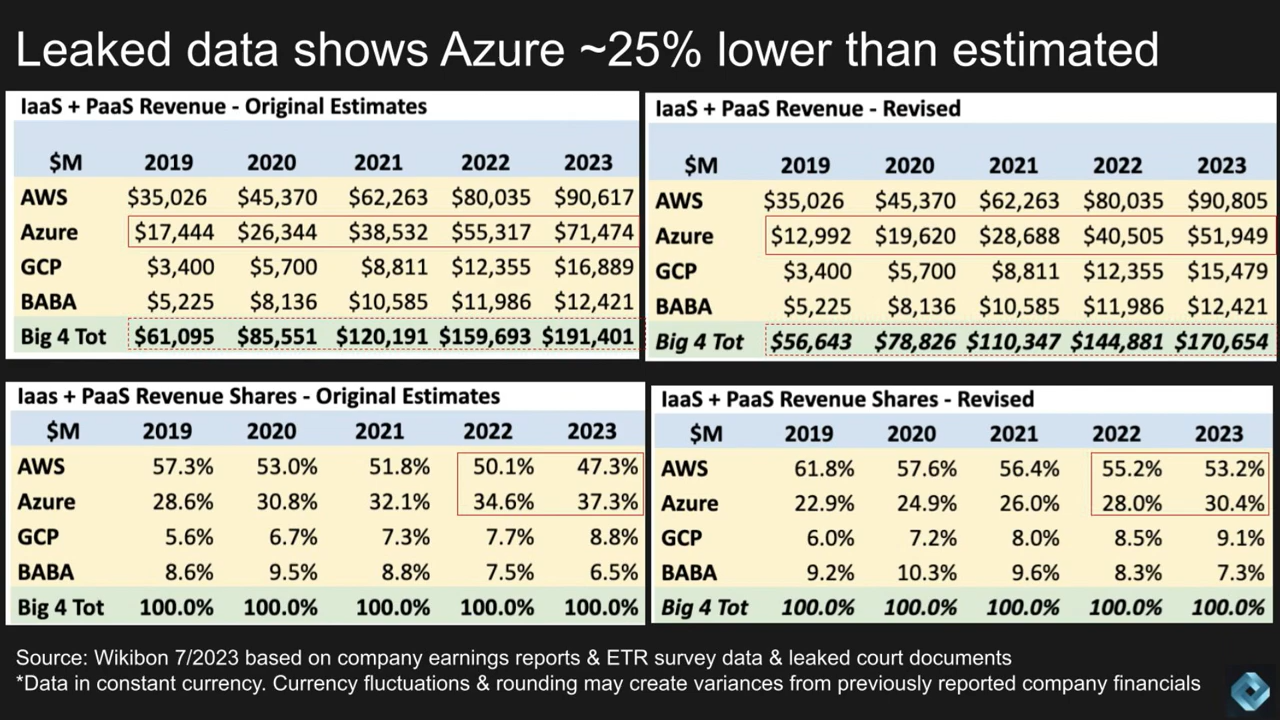 Leaked data shows Azure ~25% lower than estimated
IaaS + PaaS Revenue - Original Estimates
$M 2019 2020 2021 2022 2023
AWS $35,026 $45,370 $62,263 $80,035 $90,617
Azure $17,444 $26,344 $38,532 $55,317 $71,474
GCP $3,400 $5,700 $8,811 $12,355 $16,889
BABA $5,225 $8,136 $10,585 $11,986 $12,421
Big 4 Tot $61,095 $85,551 $120,191 $159,693 $191,401
IaaS + PaaS Revenue - Revised
$M 2019 2020 2021 2022 2023
AWS $35,026 $45,370 $62,263 $80,035 $90,805
Azure $12,992 $19,620 $28,688 $40,505 $51,949
GCP $3,400 $5,700 $8,811 $12,355 $15,479
BABA $5,225 $8,136 $10,585 $11,986 $12,421
Big 4 Tot $56,643 $78,826 $110,347 $144,881 $170,654
Iaas + PaaS Revenue Shares - Original Estimates
$M 2019 2020 2021 2022 2023
AWS 57.3% 53.0% 51.8% 50.1% 47.3%
Azure 28.6% 30.8% 32.1% 34.6% 37.3%
GCP 5.6% 6.7% 7.3% 7.7% 8.8%
BABA 8.6% 9.5% 8.8% 7.5% 6.5%
Big 4 Tot 100.0% 100.0% 100.0% 100.0% 100.0%
IaaS + PaaS Revenue Shares - Revised
$M 2019 2020 2021 2022 2023
AWS 61.8% 57.6% 56.4% 55.2% 53.2%
Azure 22.9% 24.9% 26.0% 28.0% 30.4%
GCP 6.0% 7.2% 8.0% 8.5% 9.1%
BABA 9.2% 10.3% 9.6% 8.3% 7.3%
Big 4 Tot 100.0% 100.0% 100.0% 100.0% 100.0%
Source: Wikibon 7/2023 based on company earnings reports & ETR survey data & leaked court documents
*Data in constant currency. Currency fluctuations & rounding may create variances from previously reported company financials